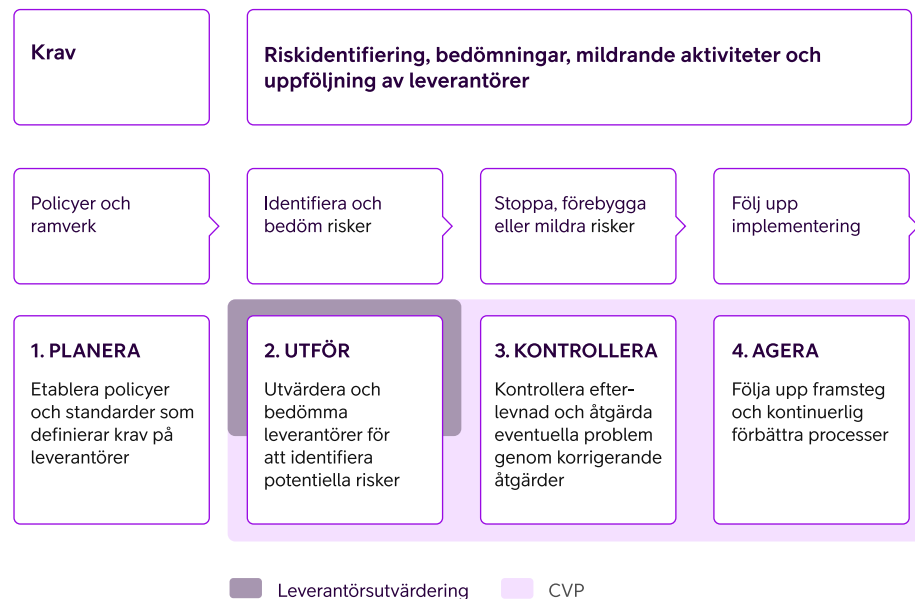 Krav
Riskidentifiering, bedömningar, mildrande aktiviteter och
uppföljning av leverantörer
Policyer och
ramverk
Identifiera och
bedöm risker
Stoppa, förebygga
eller mildra risker
Följ upp
implementering
1. PLANERA
Etablera policyer
och standarder som
definierar krav på
leverantörer
2. UTFÖR
Utvärdera och
bedömma
leverantörer för
att identifiera
potentiella risker
3. KONTROLLERA
Kontrollera efter-
levnad och åtgärda
eventuella problem
genom korrigerande
åtgärder
4. AGERA
Följa upp framsteg
och kontinuerlig
förbättra processer
Leverantörsutvärdering
CVP